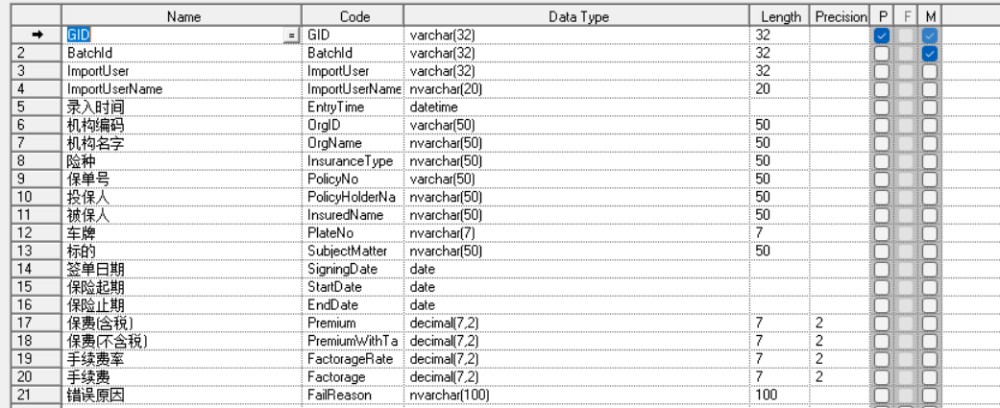 Name Code Data Type Length Precision P F M
GID = GID varchar(32) 32
2 BatchId BatchId varchar(32) 32
3 ImportUser ImportUser varchar(32) 32
4 ImportUserName ImportUserName nvarchar(20) 20
5 录入时间 EntryTime datetime
6 机构编码 OrgID varchar(50) 50
7 机构名字 OrgName nvarchar(50) 50
8 险种 InsuranceType nvarchar(50) 50
9 保单号 PolicyNo varchar(50) 50
10 投保人 PolicyHolderNa nvarchar(50) 50
11 被保人 InsuredName nvarchar(50) 50
12 车牌 PlateNo nvarchar(7) 7
13 标的 SubjectMatter nvarchar(50) 50
14 签单日期 SigningDate date
15 保险起期 StartDate date
16 保险止期 EndDate date
17 保费(含税) Premium decimal(7,2) 7 2
18 保费(不含税) PremiumWithTa decimal(7,2) 7 2
19 手续费率 FactorageRate decimal(7,2) 7 2
20 手续费 Factorage decimal(7,2) 7 2
21 错误原因 FailReason nvarchar(100) 100